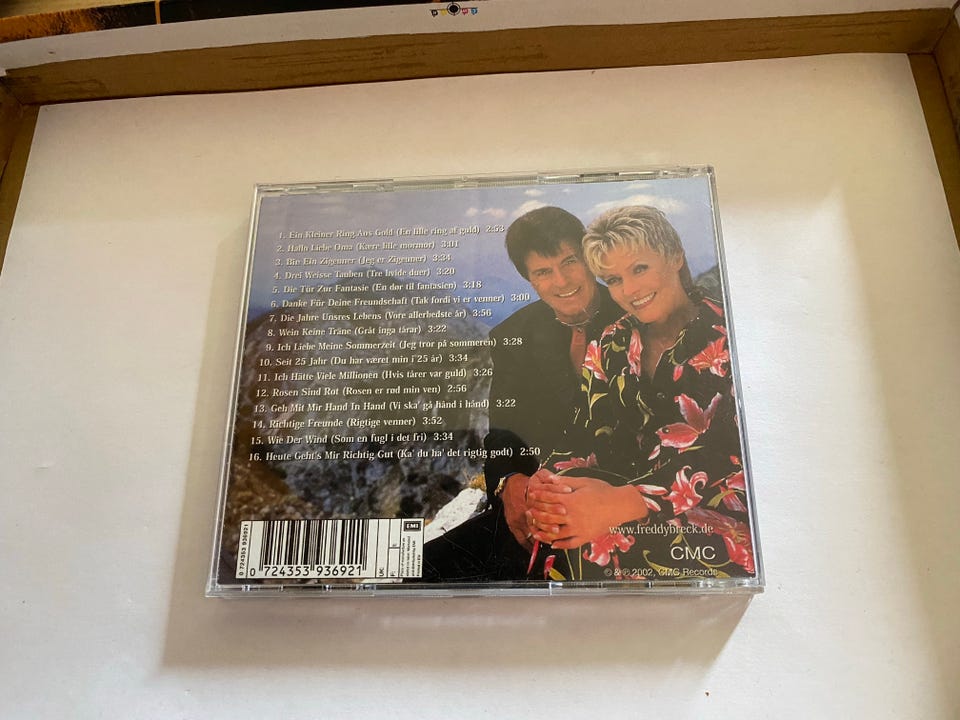 1. Ein Kleiner Ring Aus Gold (En lille ring af guld) 2:53
2. Hallo Liebe Oma (Kære lille mormor) 3:01
3. Bin Ein Zigeuner (Jeg er Zigeuner) 3:34
4. Drei Weisse Tauben (Tre hvide duer) 3:20
5. Die Tür Zur Fantasie (En dør til fantasien) 3:18
6. Danke Für Deine Freundschaft (Tak fordi vi er venner) 3:00
7. Die Jahre Unsres Lebens (Vore allerbedste år) 3:56
8. Wein Keine Träne (Gråt inga tårar) 3:22
9. Ich Liebe Meine Sommerzeit (Jeg tror på sommeren) 3:28
10. Seit 25 Jahr (Du har været min i 25 år) 3:34
11. Ich Hätte Viele Millionen (Hvis tårer var guld) 3:26
12. Rosen Sind Rot (Rosen er rød min ven) 2:56
13. Geh Mit Mir Hand In Hand (Vi ska' gå hånd i hånd) 3:22
14. Richtige Freunde (Rigtige venner) 3:52
15. Wie Der Wind (Som en fugl i det fri) 3:34
16. Heute Geht's Mir Richtig Gut (Ka' du ha' det rigtig godt) 2:50
www.freddybreck.de
CMC
© & ℗ 2002, CMC Records
0 724353 936921
0 724353 936921
UK:
F:
EMI